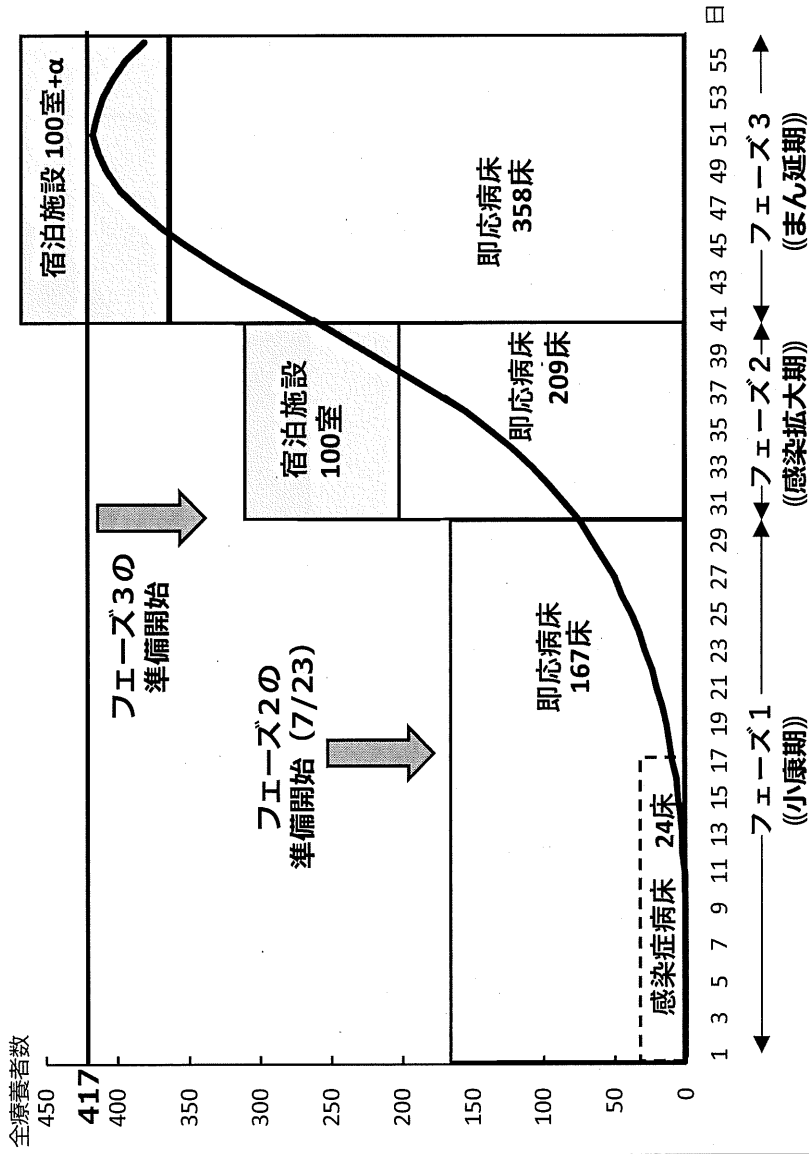 全療養者数
450
417
400
350
300
250
200
150
100
50
0
フェーズ3の
準備開始
フェーズ2の
準備開始（7/23）
宿泊施設 100室+α
宿泊施設
100室
即応病床
358床
即応病床
209床
即応病床
167床
感染症病床 24床
1 3 5 7 9 11 13 15 17 19 21 23 25 27 29 31 33 35 37 39 41 43 45 47 49 51 53 55 日
フェーズ1 フェーズ2 フェーズ3
((小康期)) ((感染拡大期)) ((まん延期))